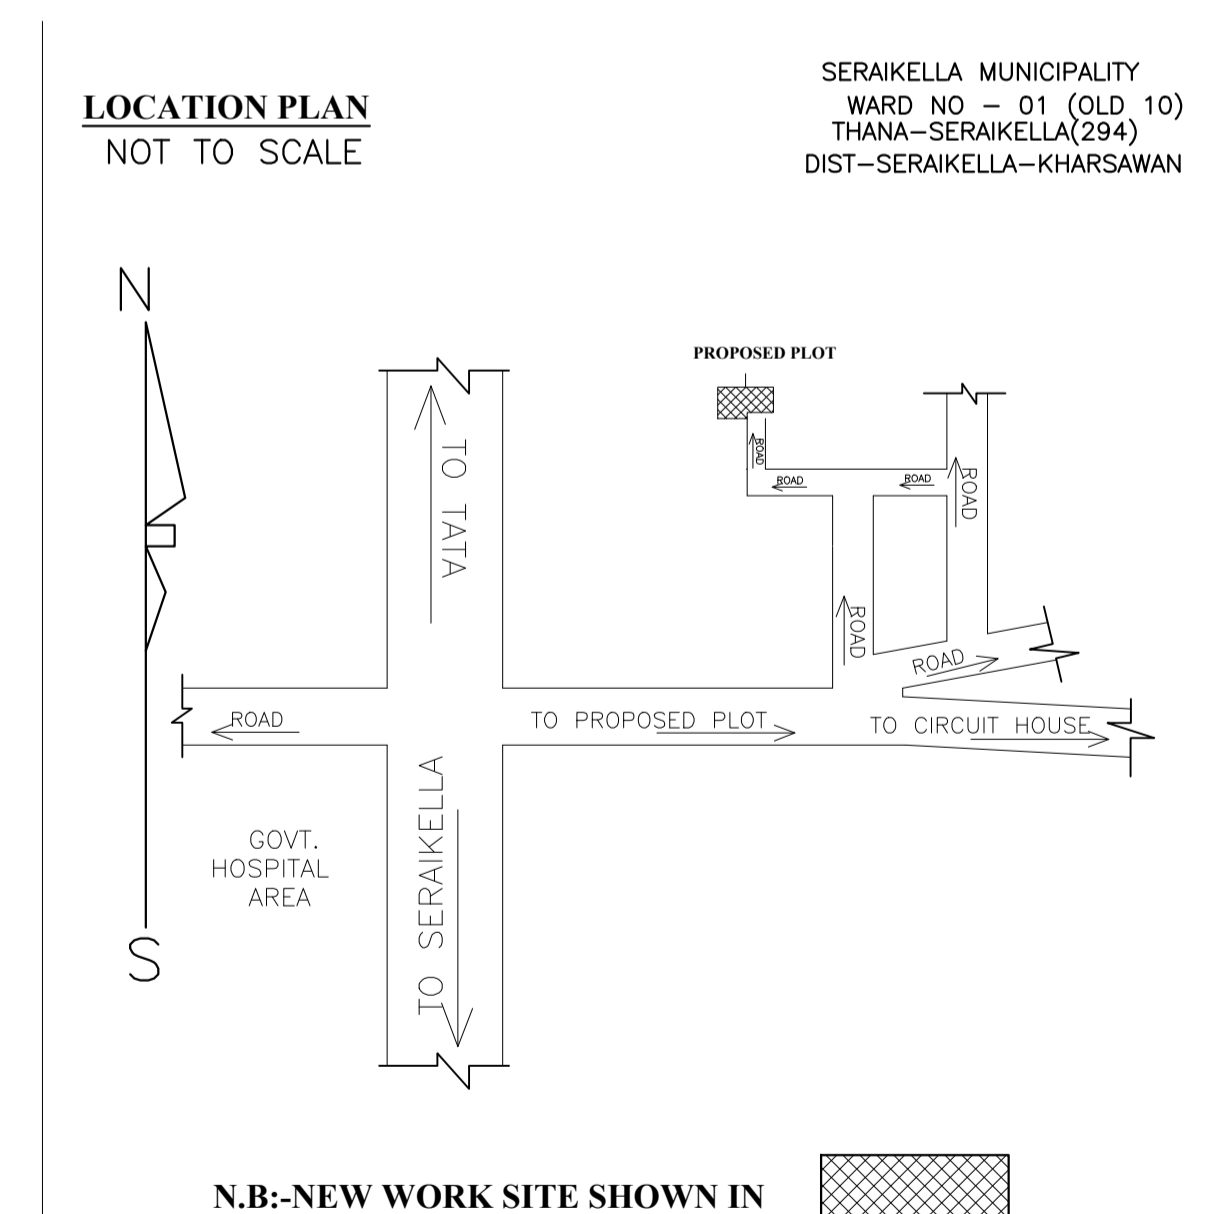 LOCATION PLAN
NOT TO SCALE
SERAIKELLA MUNICIPALITY
WARD NO - 01 (OLD 10)
THANA-SERAIKELLA(294)
DIST-SERAIKELLA-KHARSAWAN
N
PROPOSED PLOT
TO TATA
ROAD
ROAD
ROAD
ROAD
ROAD
ROAD
ROAD
TO PROPOSED PLOT
TO CIRCUIT HOUSE
TO SERAIKELLA
GOVT.
HOSPITAL
AREA
S
N.B:-NEW WORK SITE SHOWN IN